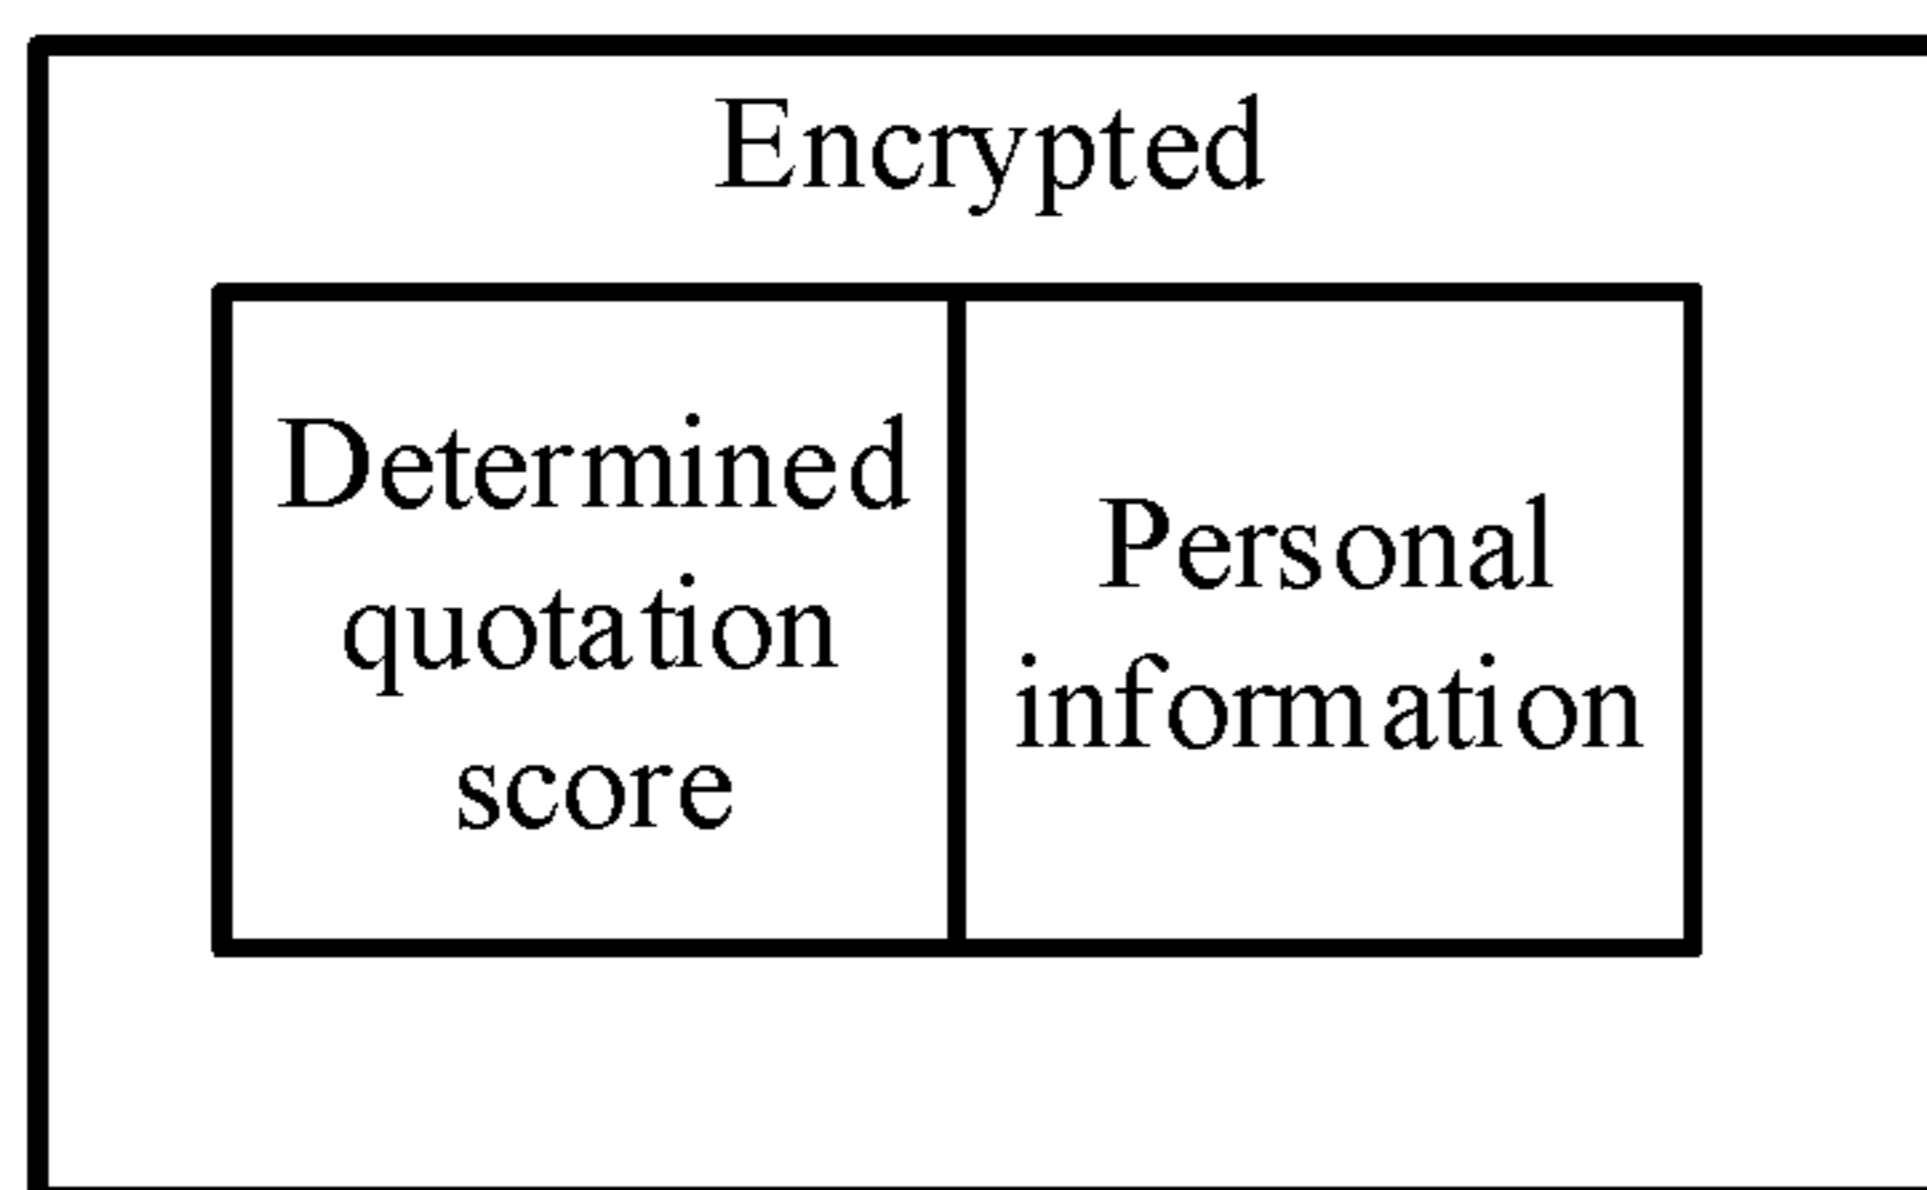 Encrypted
Determined
quotation
score
Personal
information